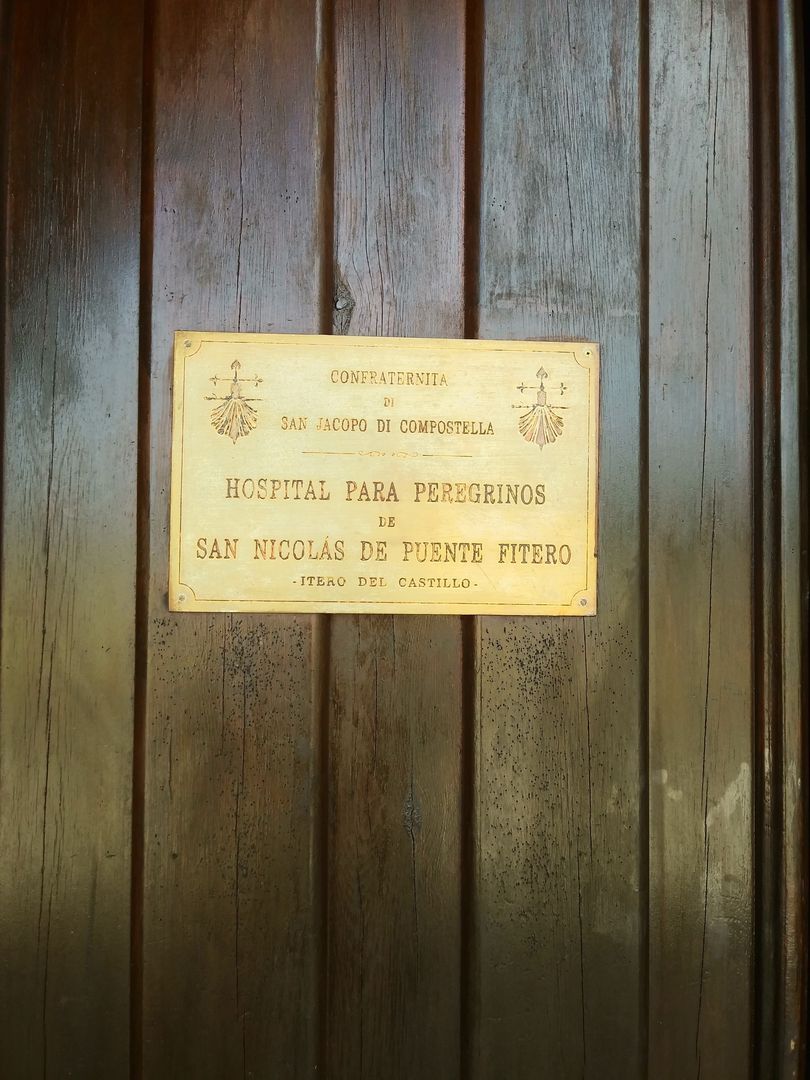 CONFRATERNITA
DI
SAN JACOPO DI COMPOSTELLA
HOSPITAL PARA PEREGRINOS
DE
SAN NICOLÁS DE PUENTE FITERO
- ITERO DEL CASTILLO -